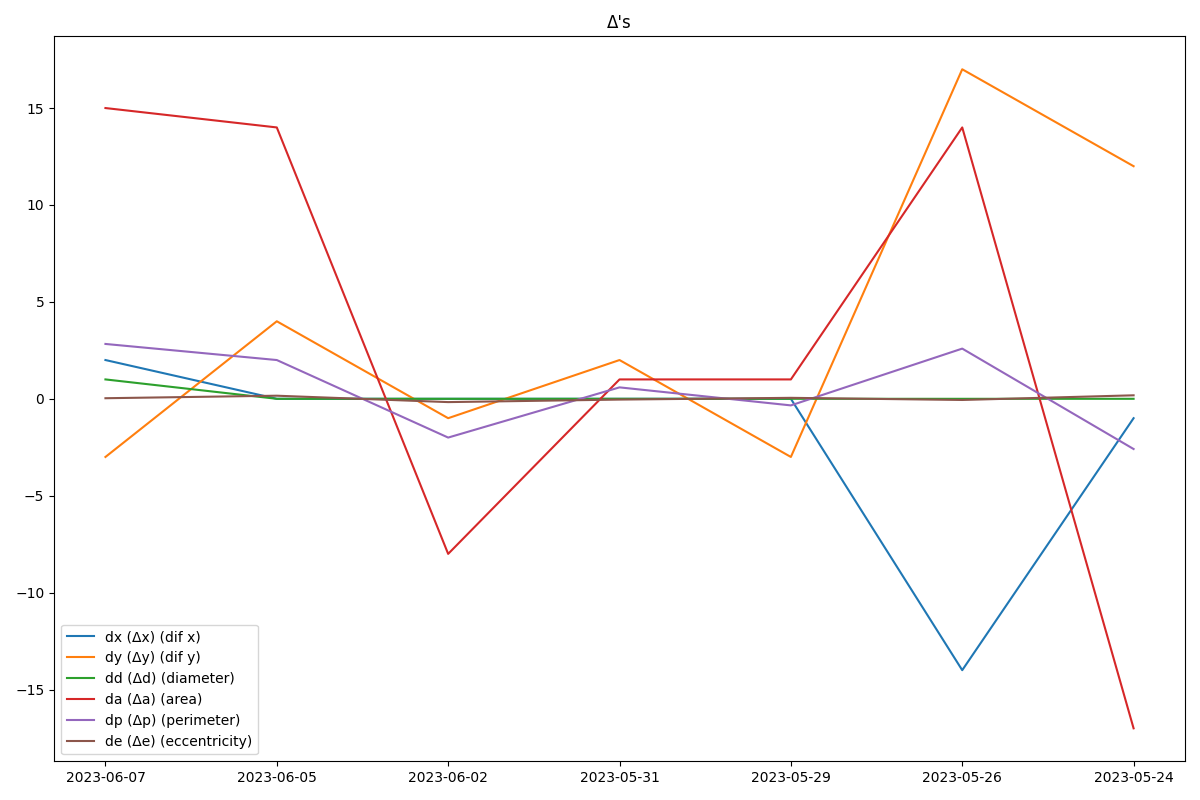 Δ's
15
10
5
0
−5
−10
−15
dx (Δx) (dif x)
dy (Δy) (dif y)
dd (Δd) (diameter)
da (Δa) (area)
dp (Δp) (perimeter)
de (Δe) (eccentricity)
2023-06-07 2023-06-05 2023-06-02 2023-05-31 2023-05-29 2023-05-26 2023-05-24